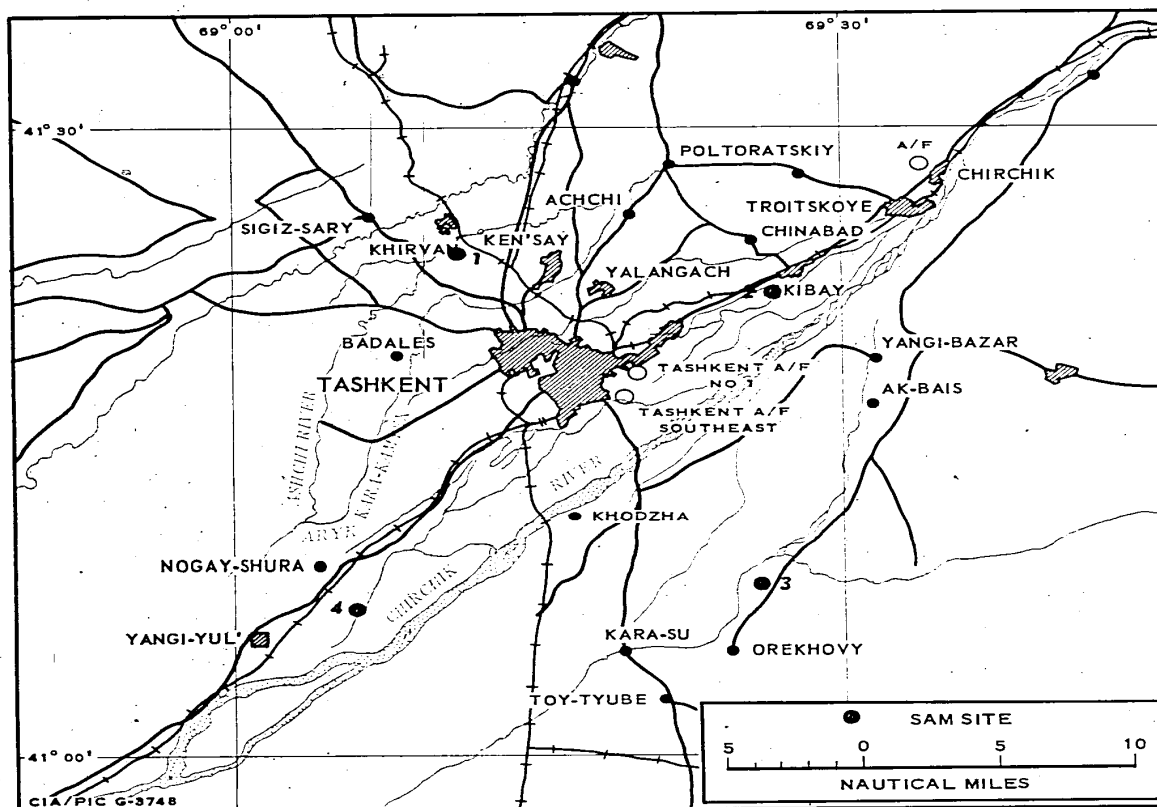 69° 00'
69° 30'
41° 30'
A/F
POLTORATSKIY
CHIRCHIK
ACHCHI
TROITSKOYE
SIGIZ-SARY
CHINABAD
KHIRVAN
1
KEN'SAY
YALANGACH
KIBAY
BADALES
YANGI-BAZAR
TASHKENT
TASHKENT A/F
NO 1
AK-BAIS
TASHKENT A/F
SOUTHEAST
RIVER
ARYK
KHODZHA
NOGAY-SHURA
3
4
CHIRCHIK
YANGI-YUL'
KARA-SU
OREKHOVY
TOY-TYUBE
SAM SITE
5 0 5 10
NAUTICAL MILES
41° 00'
CIA/PIC G-3748